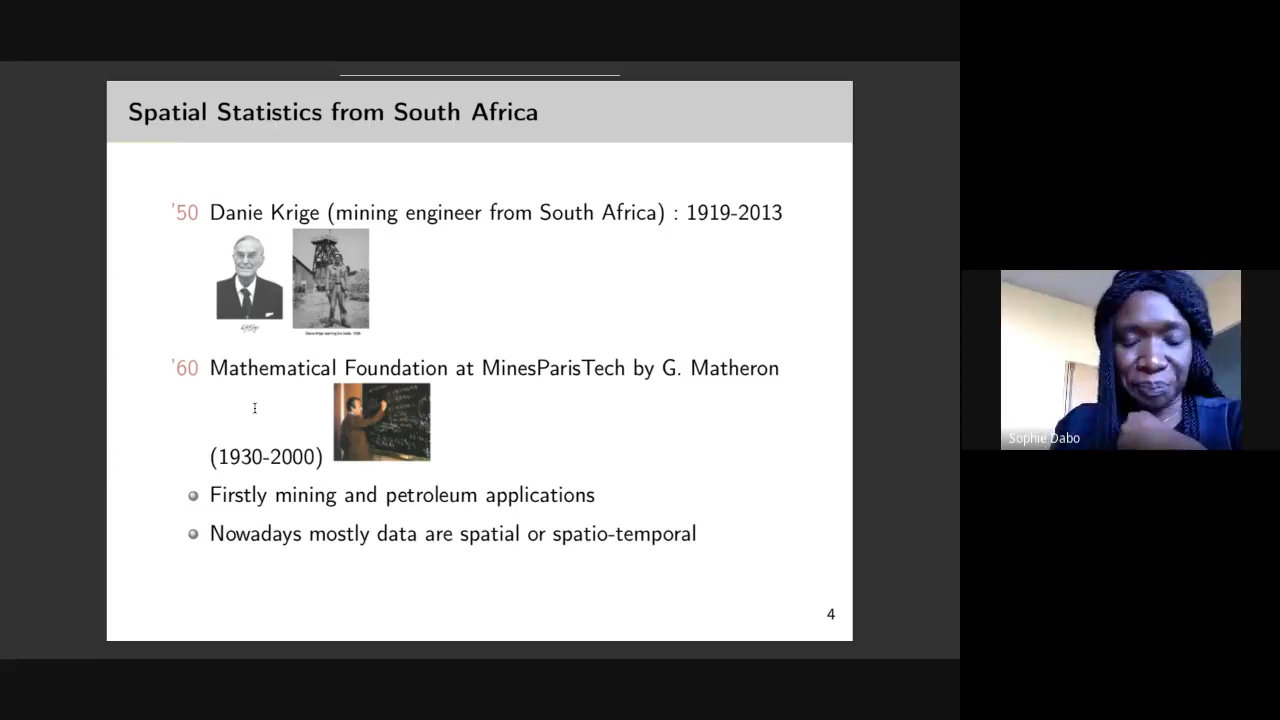 Spatial Statistics from South Africa
'50 Danie Krige (mining engineer from South Africa) : 1919-2013
'60 Mathematical Foundation at MinesParisTech by G. Matheron
(1930-2000)
Firstly mining and petroleum applications
Nowadays mostly data are spatial or spatio-temporal
4
Sophie Dabo